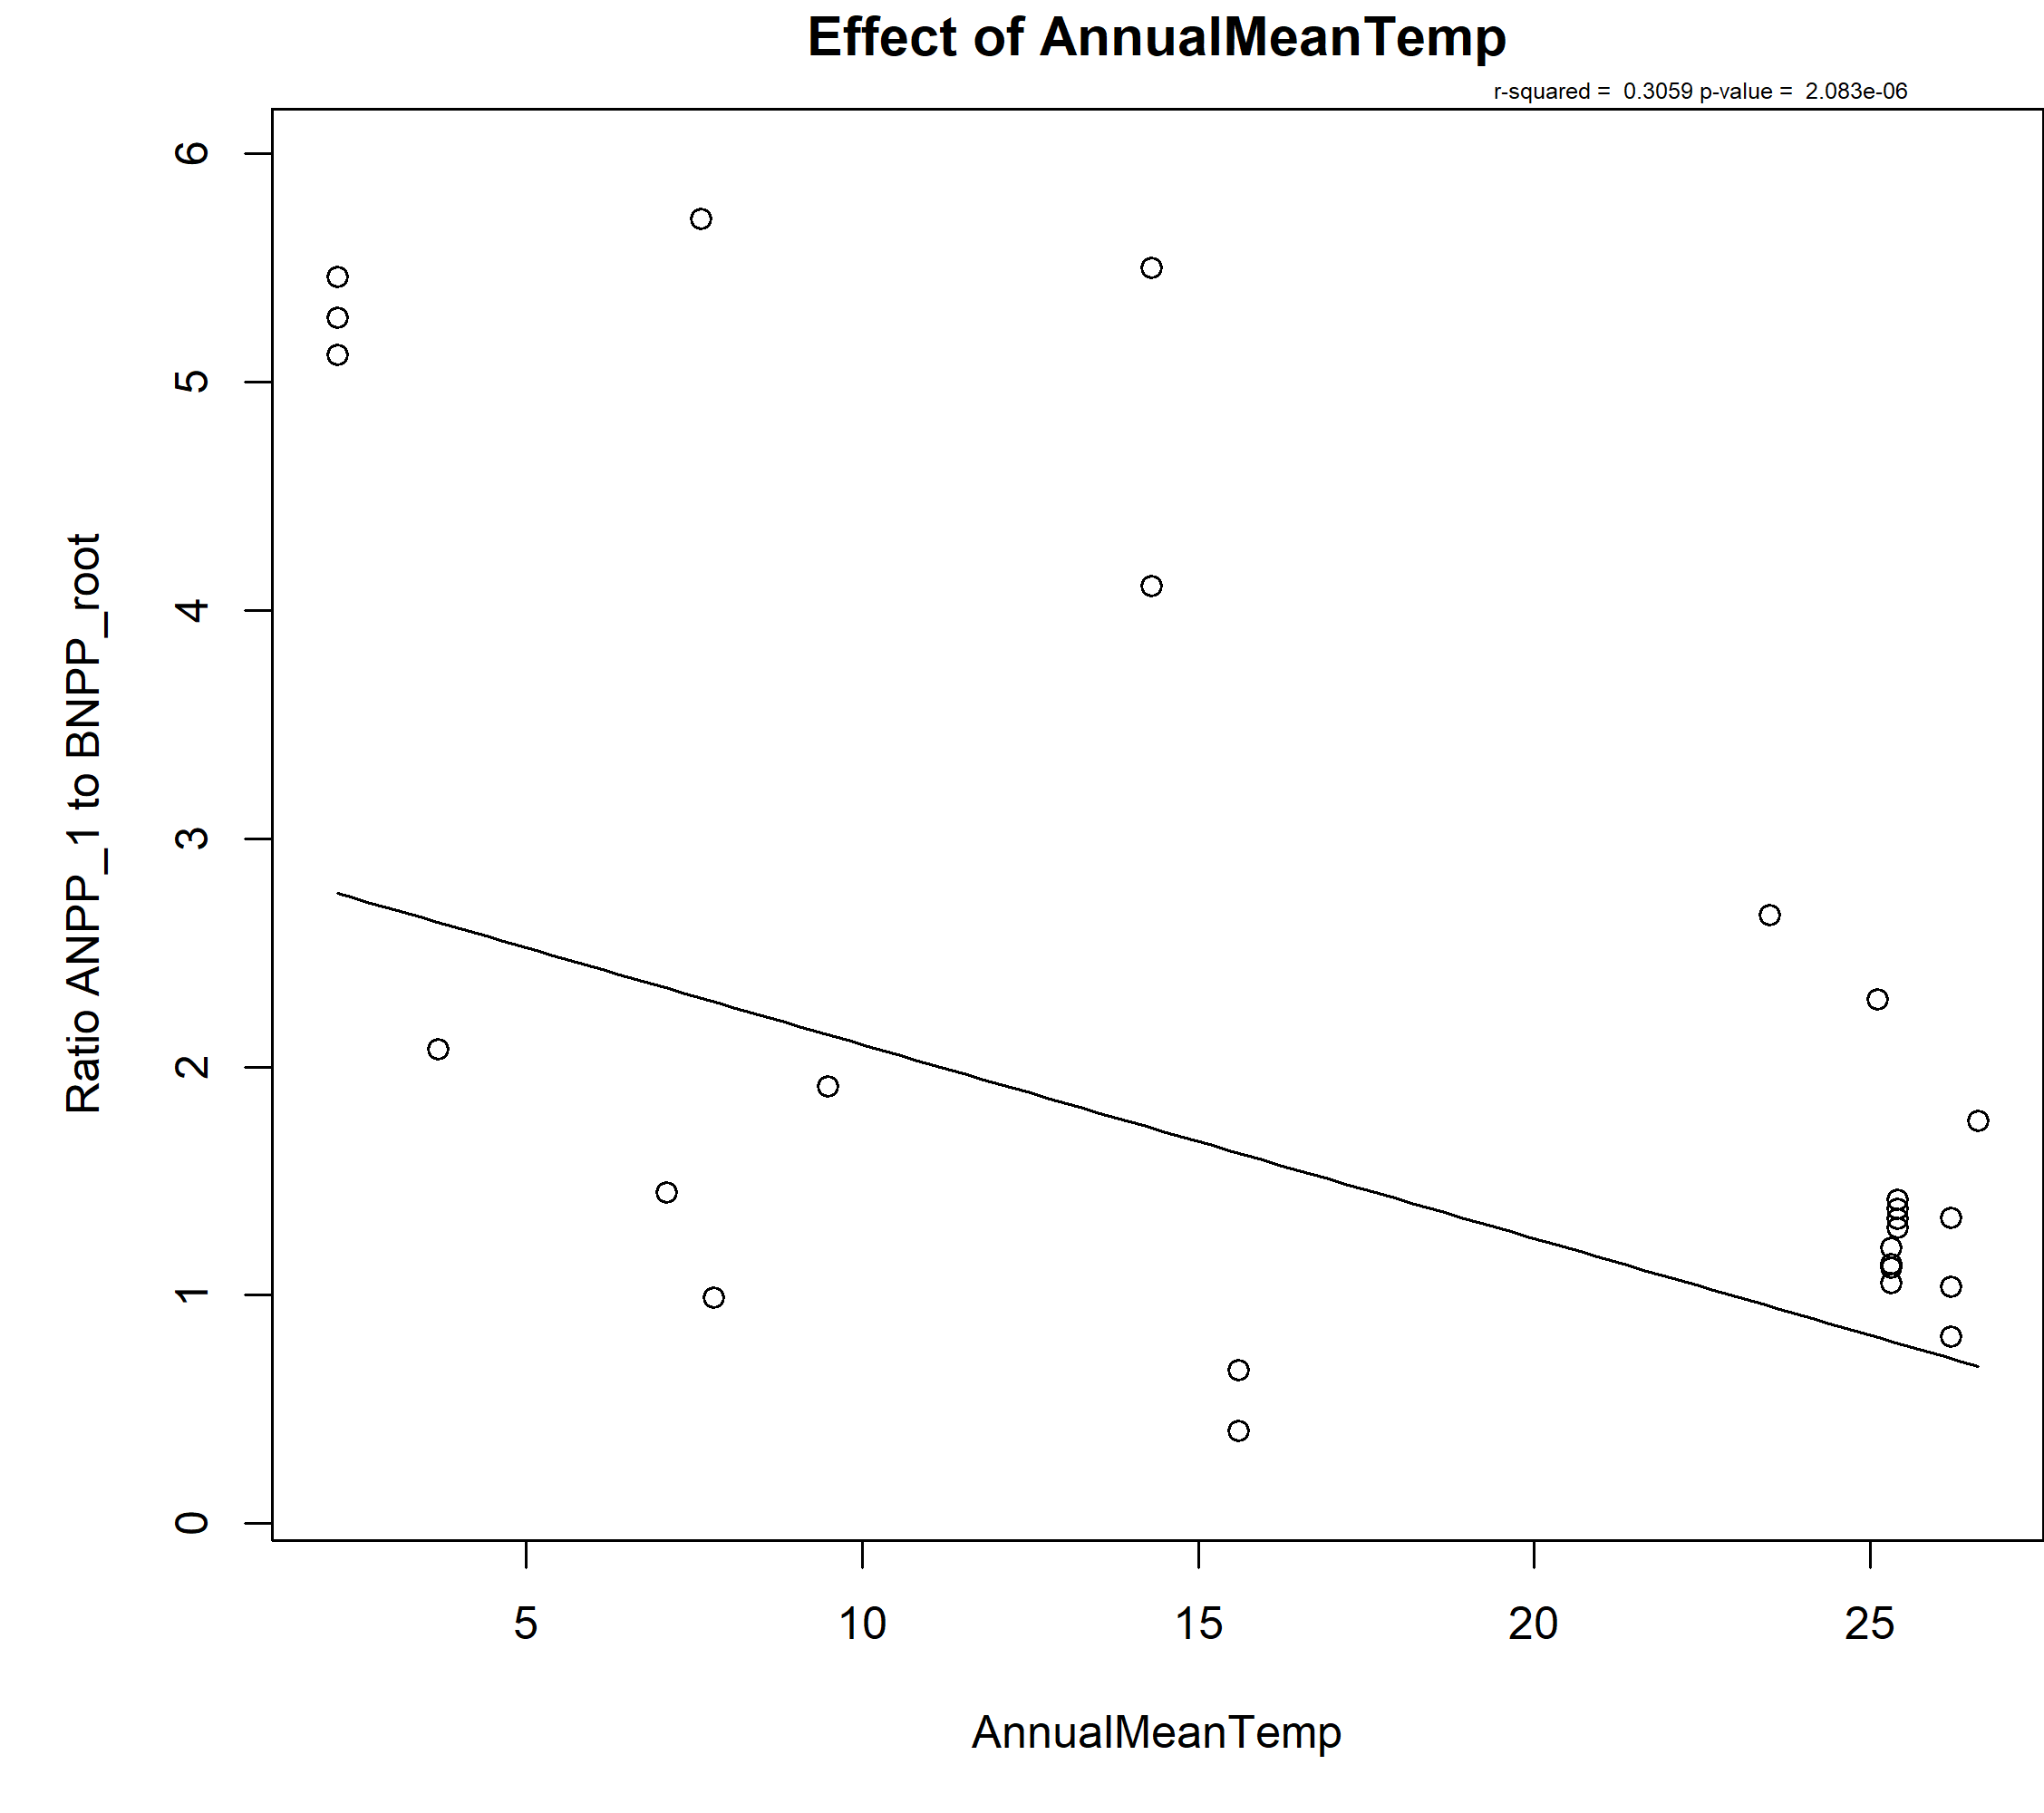 Effect of AnnualMeanTemp
r-squared =  0.3059 p-value =  2.083e-06
6
5
4
3
2
1
0
Ratio ANPP_1 to BNPP_root
5 10 15 20 25
AnnualMeanTemp